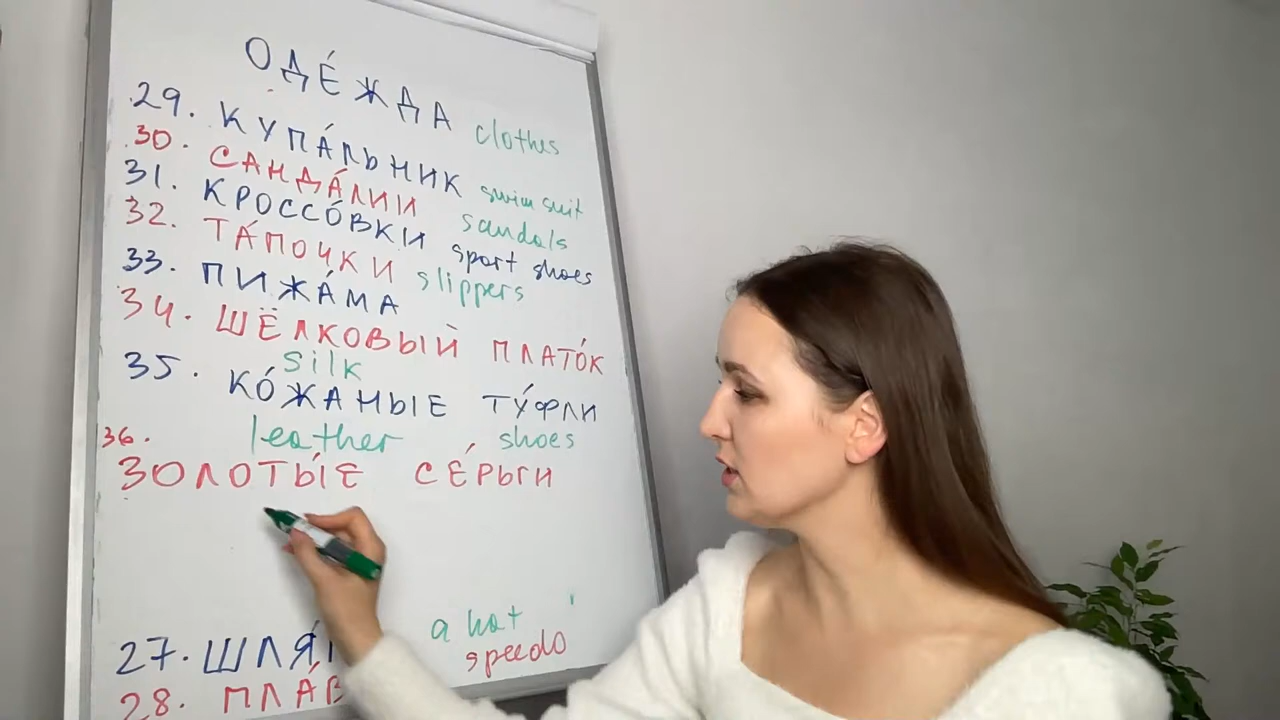 ОДЕ́ЖДА clothes
29. КУПА́ЛЬНИК swim suit
30. САНДА́ЛИИ sandals
31. КРОССО́ВКИ sport shoes
32. ТА́ПОЧКИ slippers
33. ПИЖА́МА
34. ШЁЛКОВЫЙ ПЛАТО́К
silk
35. КО́ЖАНЫЕ ТУ́ФЛИ
leather shoes
36.
ЗОЛОТЫ́Е СЕ́РЬГИ
a hat
27.
speedo
28.